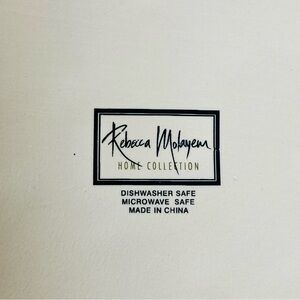 Rebecca Molayem
HOME COLLECTION
DISHWASHER SAFE
MICROWAVE SAFE
MADE IN CHINA